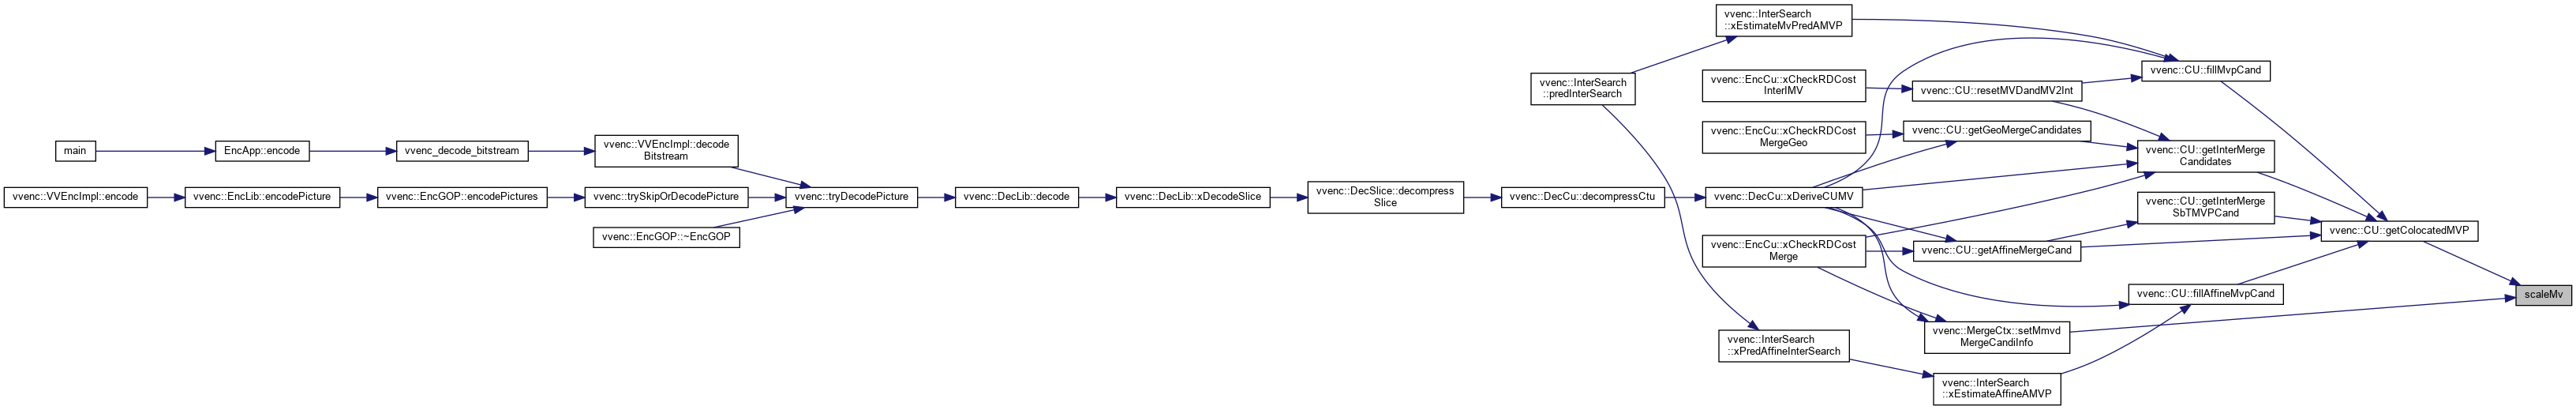 main
EncApp::encode
vvenc_decode_bitstream
vvenc::VVEncImpl::decode
Bitstream
vvenc::VVEncImpl::encode
vvenc::EncLib::encodePicture
vvenc::EncGOP::encodePictures
vvenc::trySkipOrDecodePicture
vvenc::EncGOP::~EncGOP
vvenc::tryDecodePicture
vvenc::DecLib::decode
vvenc::DecLib::xDecodeSlice
vvenc::DecSlice::decompress
Slice
vvenc::DecCu::decompressCtu
vvenc::InterSearch
::predInterSearch
vvenc::InterSearch
::xEstimateMvPredAMVP
vvenc::EncCu::xCheckRDCost
InterIMV
vvenc::EncCu::xCheckRDCost
MergeGeo
vvenc::DecCu::xDeriveCUMV
vvenc::EncCu::xCheckRDCost
Merge
vvenc::InterSearch
::xPredAffineInterSearch
vvenc::CU::resetMVDandMV2Int
vvenc::CU::getGeoMergeCandidates
vvenc::CU::getAffineMergeCand
vvenc::MergeCtx::setMmvd
MergeCandiInfo
vvenc::InterSearch
::xEstimateAffineAMVP
vvenc::CU::fillMvpCand
vvenc::CU::getInterMerge
Candidates
vvenc::CU::getInterMerge
SbTMVPCand
vvenc::CU::fillAffineMvpCand
vvenc::CU::getColocatedMVP
scaleMv